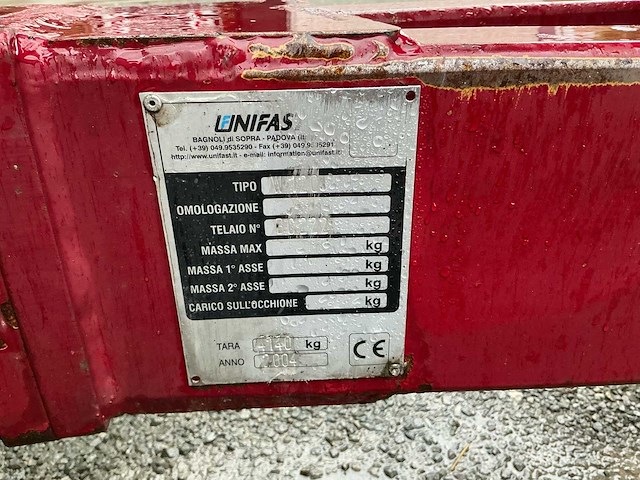 UNIFAST
BAGNOLI di SOPRA - PADOVA (I)
Tel. (+39) 049.9535290 - Fax (+39) 049.9535291
http://www.unifast.it - e-mail: information@unifast.it
TIPO
OMOLOGAZIONE
TELAIO N°
MASSA MAX kg
MASSA 1° ASSE kg
MASSA 2° ASSE kg
CARICO SULL'OCCHIONE kg
TARA kg
ANNO 2004
CE